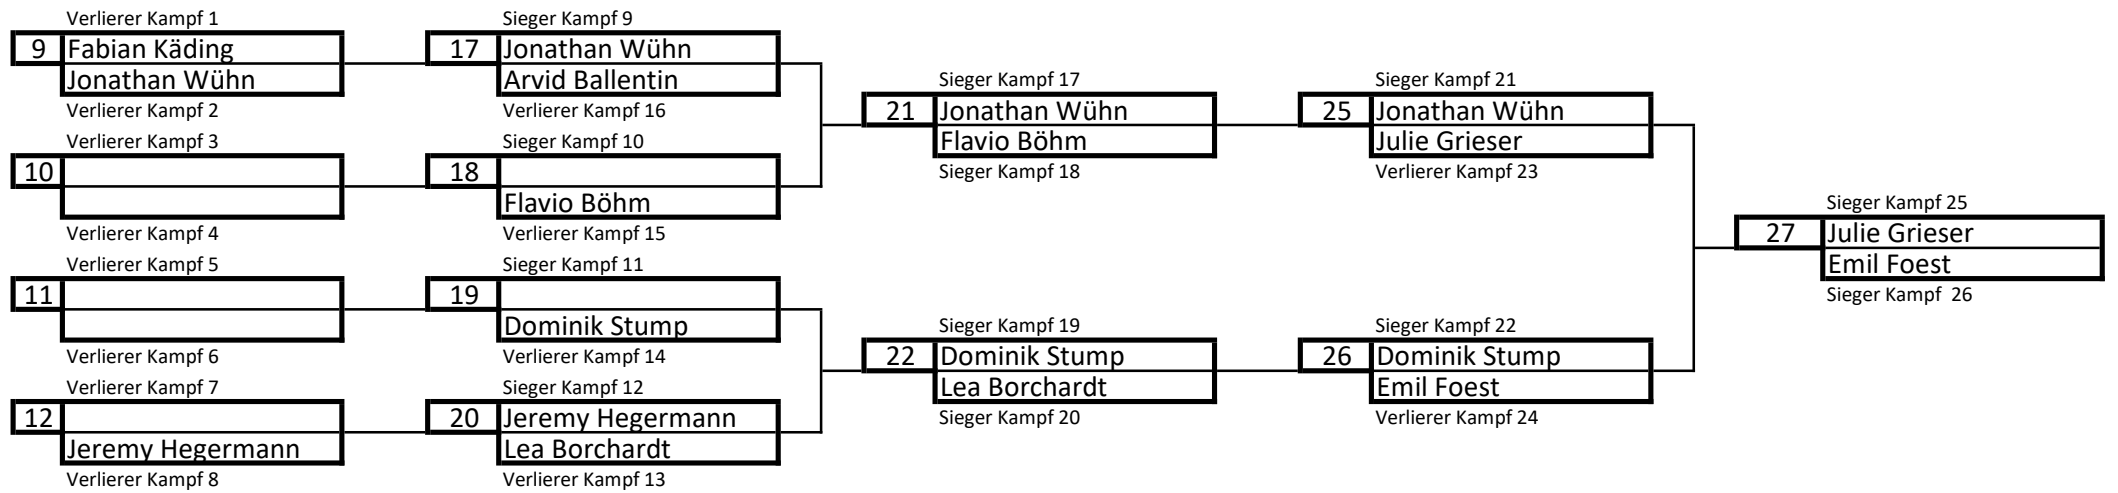 Verlierer Kampf 1
9 Fabian Käding
Jonathan Wühn
Verlierer Kampf 2
Verlierer Kampf 3
10
Verlierer Kampf 4
Verlierer Kampf 5
11
Verlierer Kampf 6
Verlierer Kampf 7
12
Jeremy Hegermann
Verlierer Kampf 8
Sieger Kampf 9
17 Jonathan Wühn
Arvid Ballentin
Verlierer Kampf 16
Sieger Kampf 10
18
Flavio Böhm
Verlierer Kampf 15
Sieger Kampf 11
19
Dominik Stump
Verlierer Kampf 14
Sieger Kampf 12
20 Jeremy Hegermann
Lea Borchardt
Verlierer Kampf 13
Sieger Kampf 17
21 Jonathan Wühn
Flavio Böhm
Sieger Kampf 18
Sieger Kampf 19
22 Dominik Stump
Lea Borchardt
Sieger Kampf 20
Sieger Kampf 21
25 Jonathan Wühn
Julie Grieser
Verlierer Kampf 23
Sieger Kampf 22
26 Dominik Stump
Emil Foest
Verlierer Kampf 24
Sieger Kampf 25
27 Julie Grieser
Emil Foest
Sieger Kampf 26